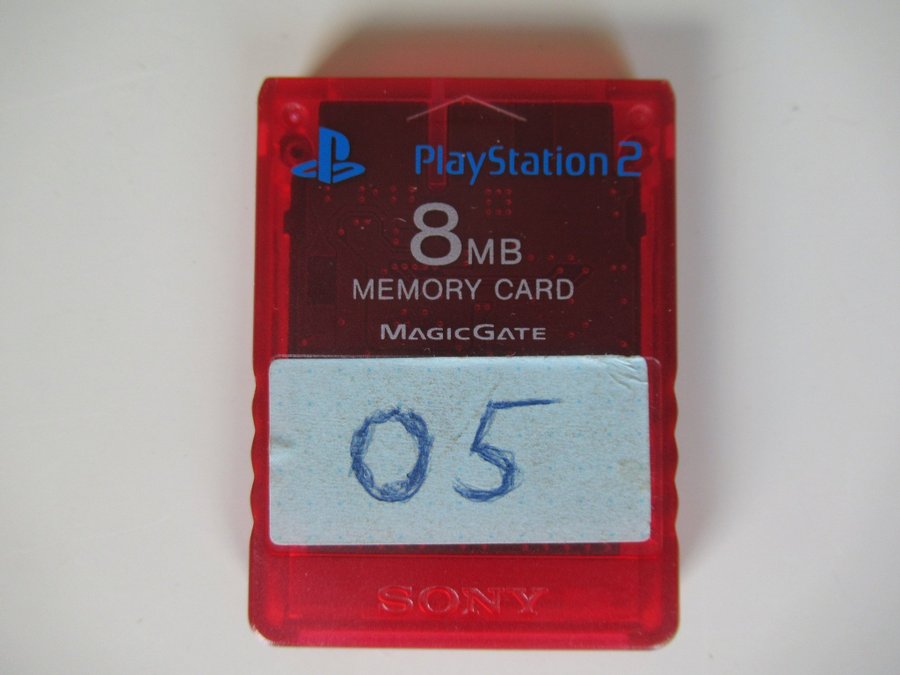 PlayStation 2
8MB
MEMORY CARD
MAGICGATE
05
SONY